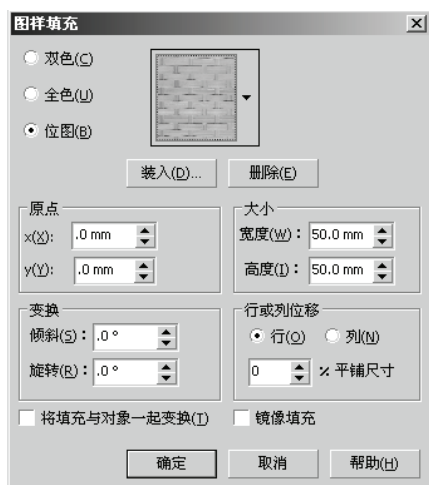 图样填充
双色(C)
全色(U)
位图(B)
装入(D)... 删除(E)
原点 大小
x(X): .0 mm 宽度(W): 50.0 mm
y(Y): .0 mm 高度(I): 50.0 mm
变换 行或列位移
倾斜(S): .0 ° 行(O) 列(N)
旋转(R): .0 ° 0 % 平铺尺寸
将填充与对象一起变换(T) 镜像填充
确定 取消 帮助(H)